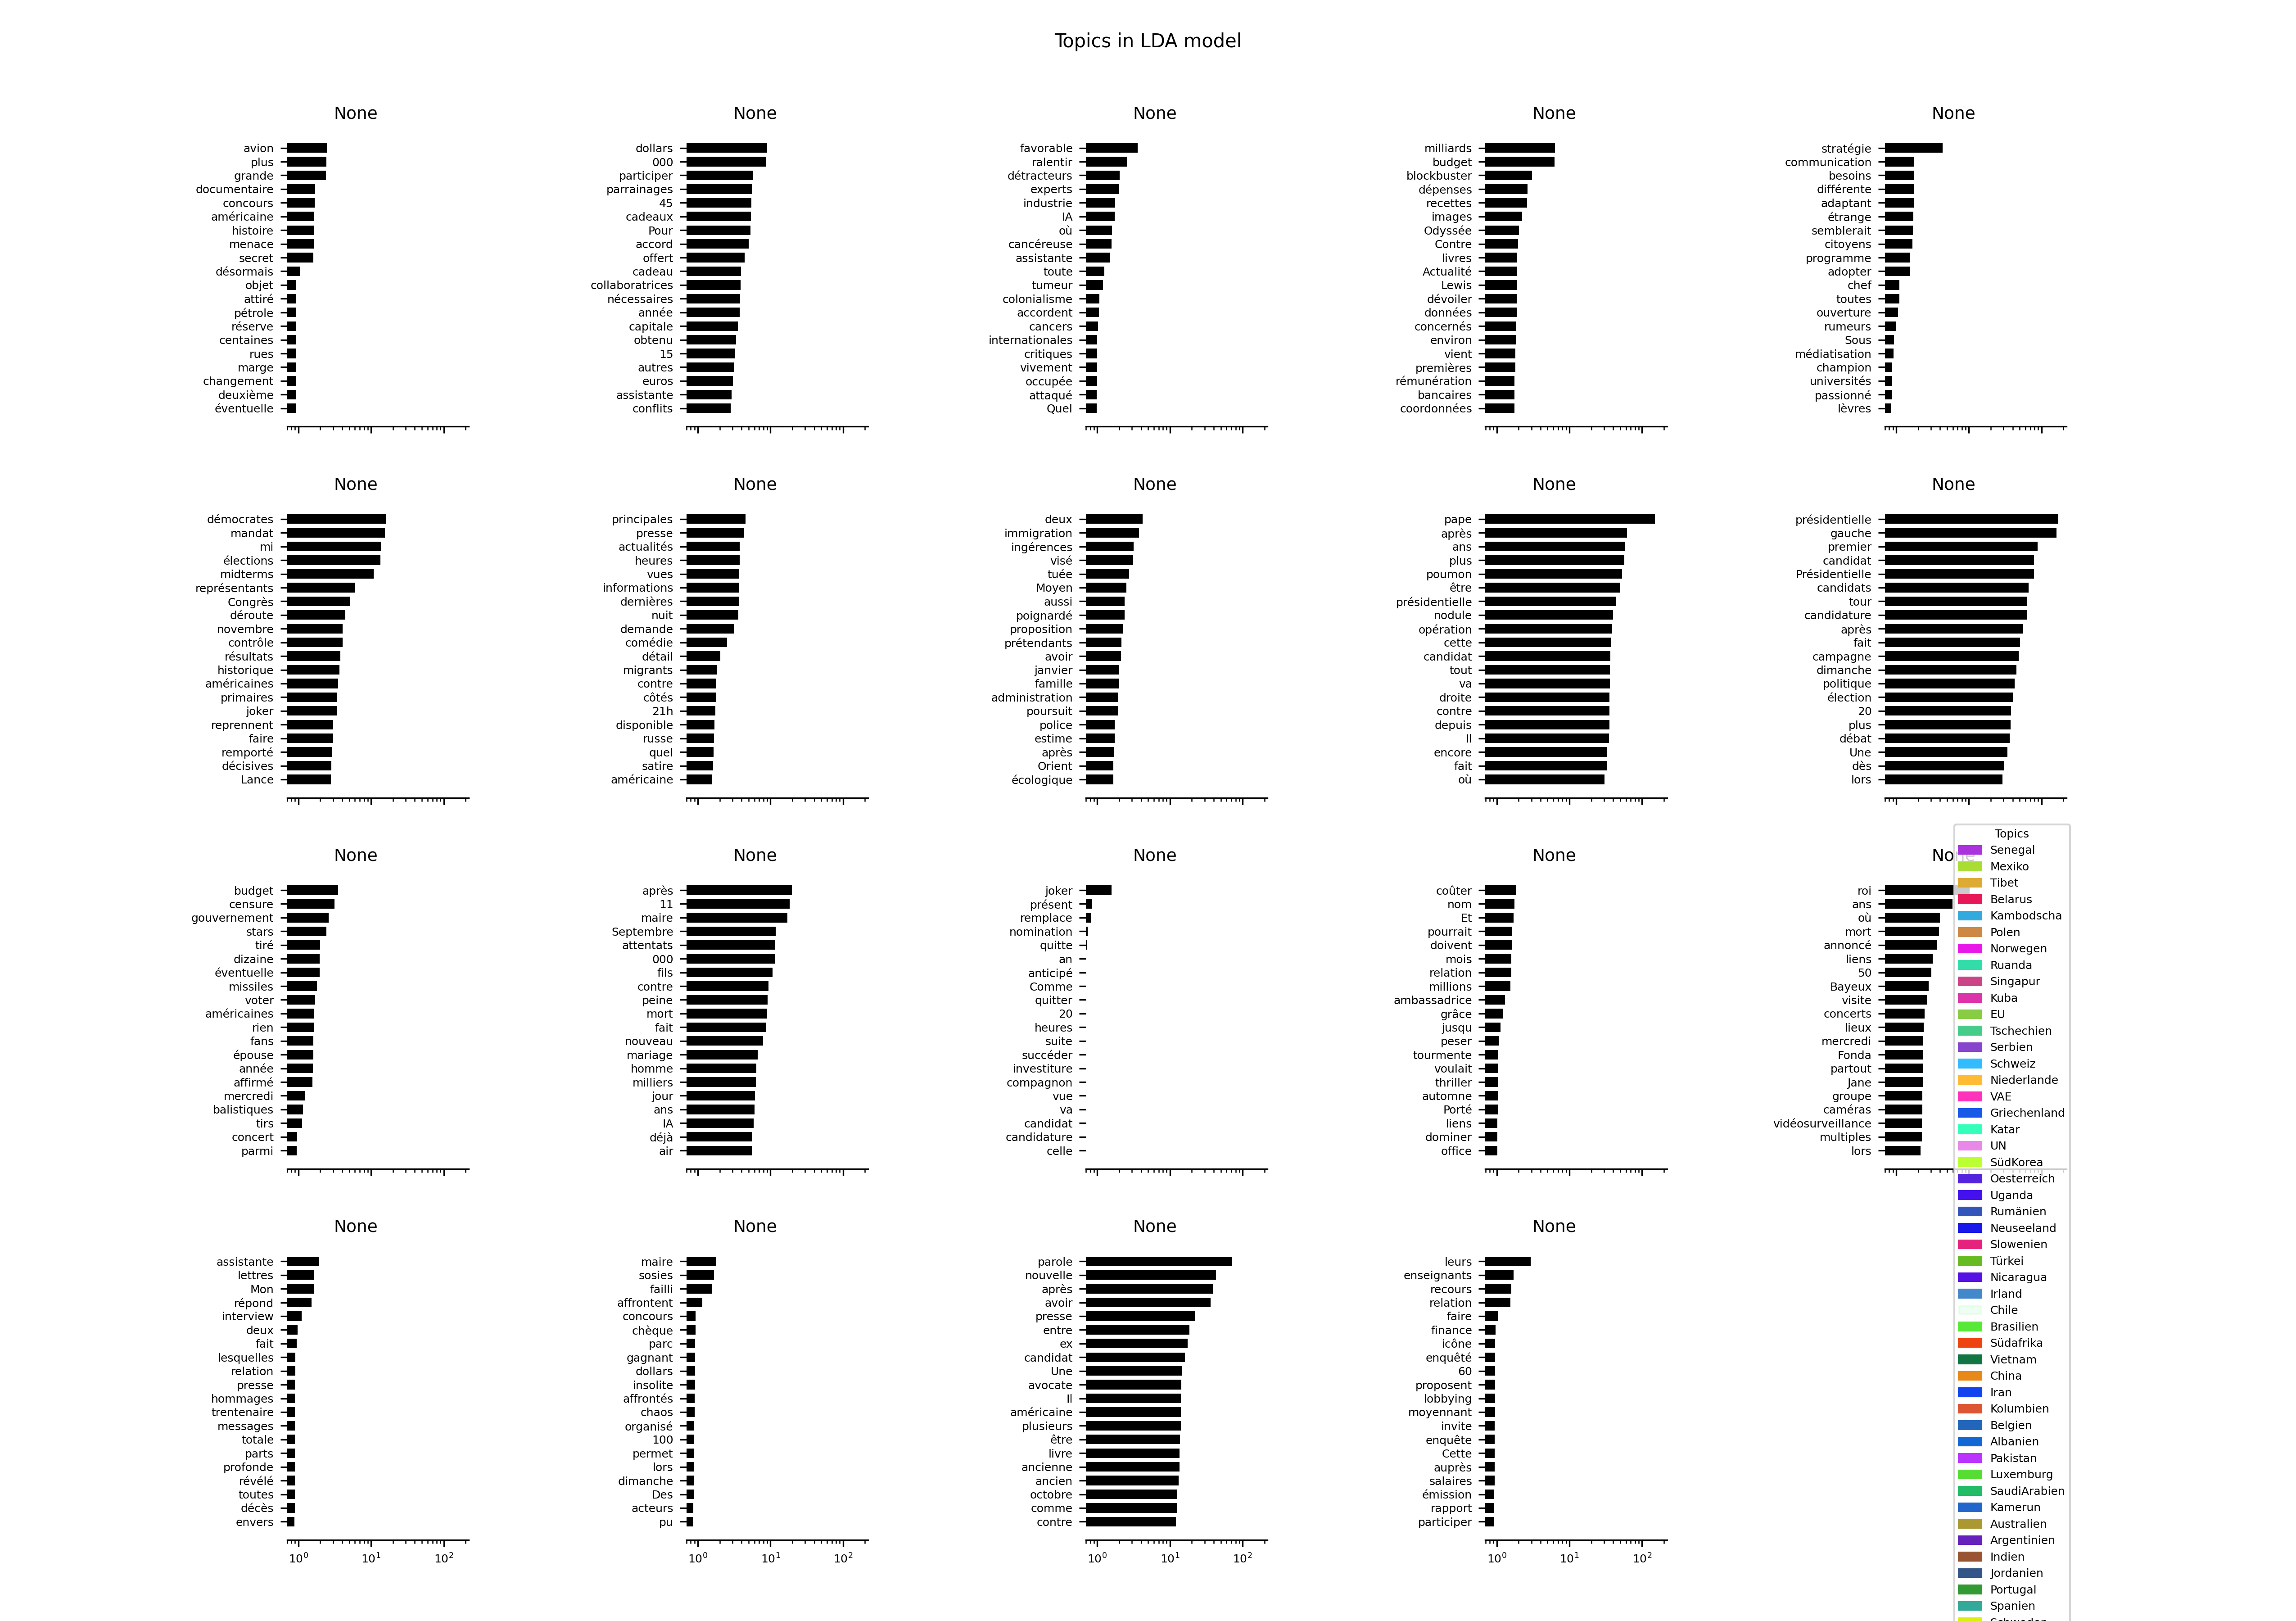 Topics in LDA model
None
avion
plus
grande
documentaire
concours
américaine
histoire
menace
secret
désormais
objet
attiré
pétrole
réserve
centaines
rues
marge
changement
deuxième
éventuelle
None
dollars
000
participer
parrainages
45
cadeaux
Pour
accord
offert
cadeau
collaboratrices
nécessaires
année
capitale
obtenu
15
autres
euros
assistante
conflits
None
favorable
ralentir
détracteurs
experts
industrie
IA
où
cancéreuse
assistante
toute
tumeur
colonialisme
accordent
cancers
internationales
critiques
vivement
occupée
attaqué
Quel
None
milliards
budget
blockbuster
dépenses
recettes
images
Odyssée
Contre
livres
Actualité
Lewis
dévoiler
données
concernés
environ
vient
premières
rémunération
bancaires
coordonnées
None
stratégie
communication
besoins
différente
adaptant
étrange
semblerait
citoyens
programme
adopter
chef
toutes
ouverture
rumeurs
Sous
médiatisation
champion
universités
passionné
lèvres
None
démocrates
mandat
mi
élections
midterms
représentants
Congrès
déroute
novembre
contrôle
résultats
historique
américaines
primaires
joker
reprennent
faire
remporté
décisives
Lance
None
principales
presse
actualités
heures
vues
informations
dernières
nuit
demande
comédie
détail
migrants
contre
côtés
21h
disponible
russe
quel
satire
américaine
None
deux
immigration
ingérences
visé
tuée
Moyen
aussi
poignardé
proposition
prétendants
avoir
janvier
famille
administration
poursuit
police
estime
après
Orient
écologique
None
pape
après
ans
plus
poumon
être
présidentielle
nodule
opération
cette
candidat
tout
va
droite
contre
depuis
Il
encore
fait
où
None
présidentielle
gauche
premier
candidat
Présidentielle
candidats
tour
candidature
après
fait
campagne
dimanche
politique
élection
20
plus
débat
Une
dès
lors
None
budget
censure
gouvernement
stars
tiré
dizaine
éventuelle
missiles
voter
américaines
rien
fans
épouse
année
affirmé
mercredi
balistiques
tirs
concert
parmi
None
après
11
maire
Septembre
attentats
000
fils
contre
peine
mort
fait
nouveau
mariage
homme
milliers
jour
ans
IA
déjà
air
None
joker
présent
remplace
nomination
quitte
an
anticipé
Comme
quitter
20
heures
suite
succéder
investiture
compagnon
vue
va
candidat
candidature
celle
None
coûter
nom
Et
pourrait
doivent
mois
relation
millions
ambassadrice
grâce
jusqu
peser
tourmente
voulait
thriller
automne
Porté
liens
dominer
office
None
roi
ans
où
mort
annoncé
liens
50
Bayeux
visite
concerts
lieux
mercredi
Fonda
partout
Jane
groupe
caméras
vidéosurveillance
multiples
lors
None
assistante
lettres
Mon
répond
interview
deux
fait
lesquelles
relation
presse
hommages
trentenaire
messages
totale
parts
profonde
révélé
toutes
décès
envers
10⁰ 10¹ 10²
None
maire
sosies
failli
affrontent
concours
chèque
parc
gagnant
dollars
insolite
affrontés
chaos
organisé
100
permet
lors
dimanche
Des
acteurs
pu
10⁰ 10¹ 10²
None
parole
nouvelle
après
avoir
presse
entre
ex
candidat
Une
avocate
Il
américaine
plusieurs
être
livre
ancienne
ancien
octobre
comme
contre
10⁰ 10¹ 10²
None
leurs
enseignants
recours
relation
faire
finance
icône
enquêté
60
proposent
lobbying
moyennant
invite
enquête
Cette
auprès
salaires
émission
rapport
participer
10⁰ 10¹ 10²
Topics
Senegal
Mexiko
Tibet
Belarus
Kambodscha
Polen
Norwegen
Ruanda
Singapur
Kuba
EU
Tschechien
Serbien
Schweiz
Niederlande
VAE
Griechenland
Katar
UN
SüdKorea
Oesterreich
Uganda
Rumänien
Neuseeland
Slowenien
Türkei
Nicaragua
Irland
Chile
Brasilien
Südafrika
Vietnam
China
Iran
Kolumbien
Belgien
Albanien
Pakistan
Luxemburg
SaudiArabien
Kamerun
Australien
Argentinien
Indien
Jordanien
Portugal
Spanien